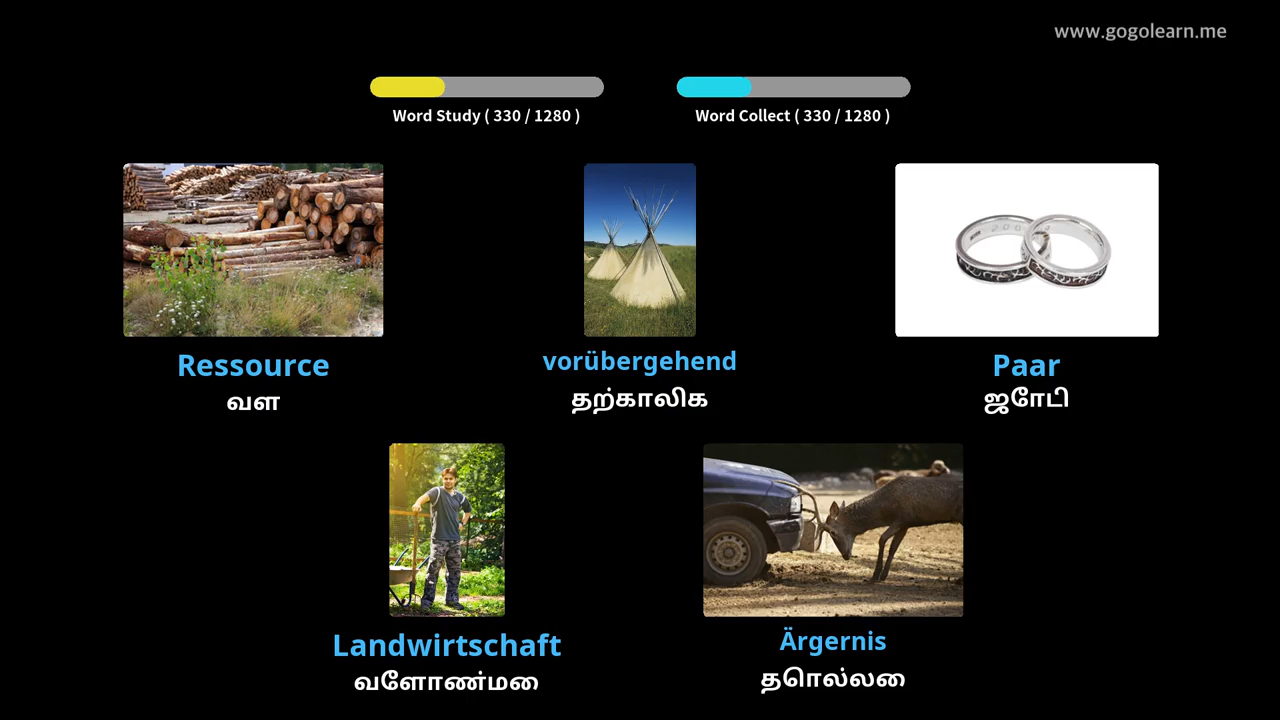 www.gogolearn.me
Word Study ( 330 / 1280 )
Word Collect ( 330 / 1280 )
Ressource
வள
vorübergehend
தற்காலிக
Paar
ஜோடி
Landwirtschaft
வேளாண்மை
Ärgernis
தொல்லை